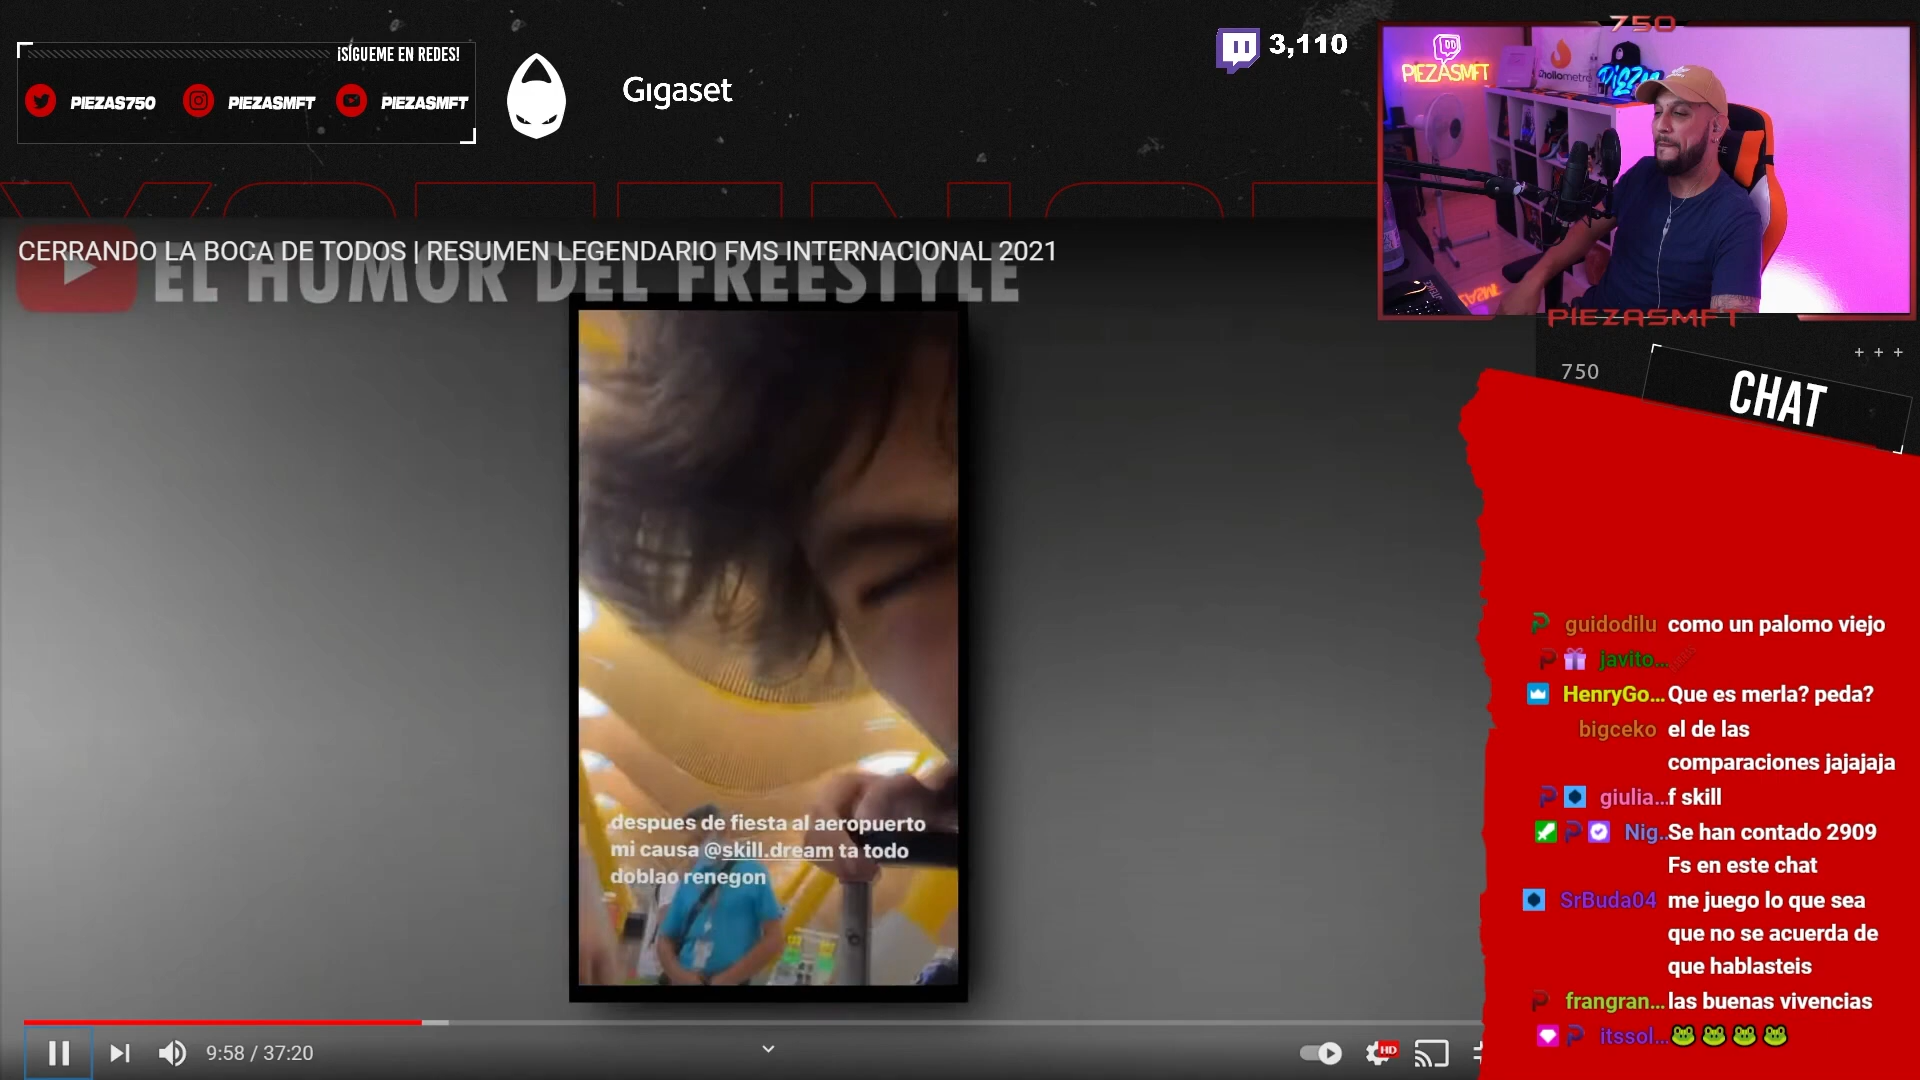 ¡SÍGUEME EN REDES!
PIEZAS750 PIEZASMFT PIEZASMFT
Gigaset
3,110
750
PIEZASMFT
PIEZASMFT
CERRANDO LA BOCA DE TODOS | RESUMEN LEGENDARIO FMS INTERNACIONAL 2021
EL HUMOR DEL FREESTYLE
750
CHAT
despues de fiesta al aeropuerto
mi causa @skill.dream ta todo
doblao renegon
guidodilu como un palomo viejo
javito...
HenryGo... Que es merla? peda?
bigceko el de las
comparaciones jajajaja
giulia... f skill
Nig.. Se han contado 2909
Fs en este chat
SrBuda04 me juego lo que sea
que no se acuerda de
que hablasteis
frangran... las buenas vivencias
itssol... 🐸 🐸 🐸 🐸
9:58 / 37:20
HD